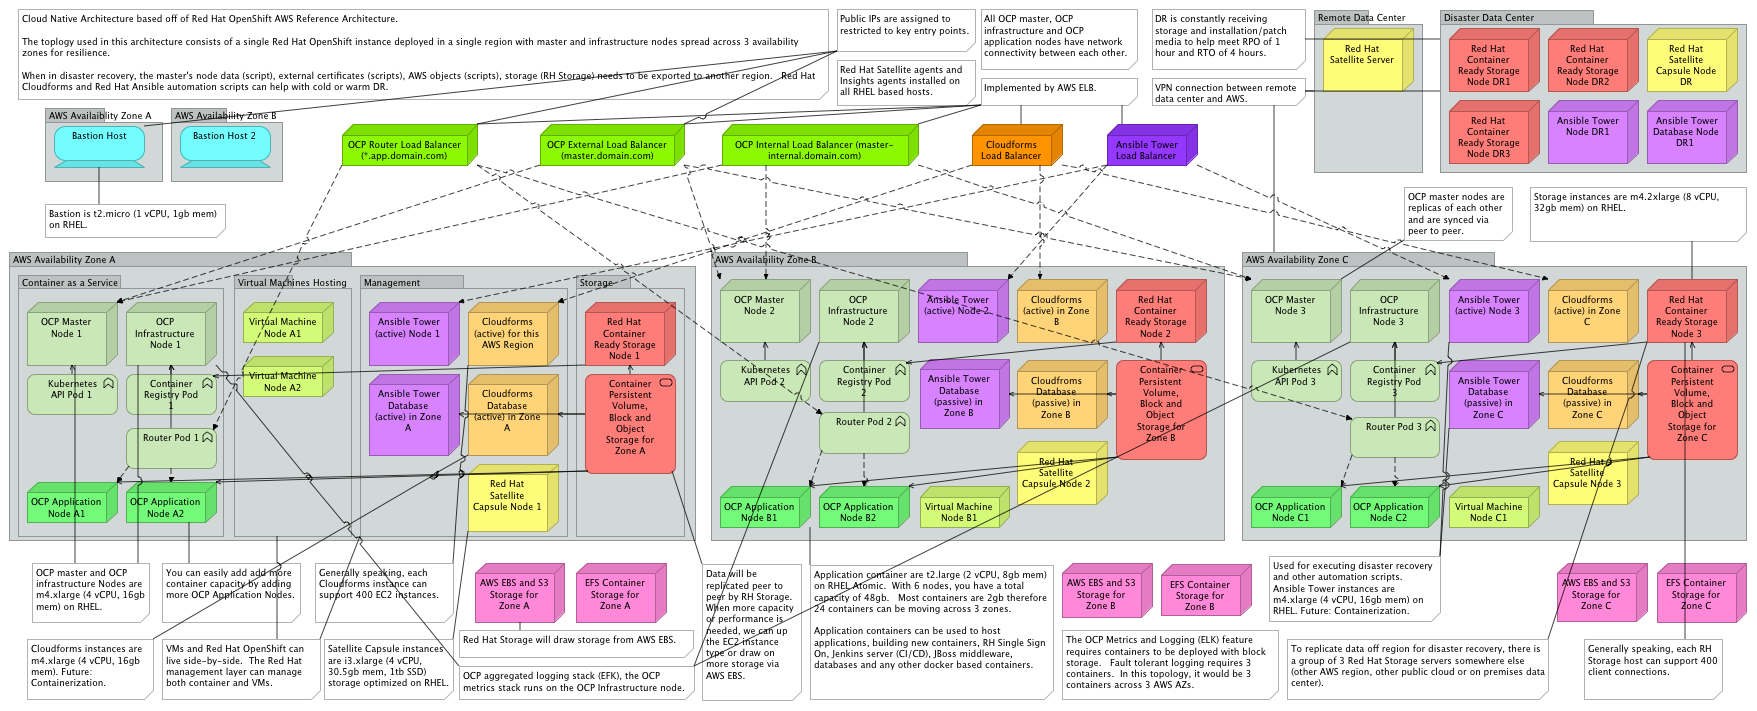 Cloud Native Architecture based off of Red Hat OpenShift AWS Reference Architecture.
The toplogy used in this architecture consists of a single Red Hat OpenShift instance deployed in a single region with master and infrastructure nodes spread across 3 availability
zones for resilience.
When in disaster recovery, the master's node data (script), external certificates (scripts), AWS objects (scripts), storage (RH Storage) needs to be exported to another region.   Red Hat
Cloudforms and Red Hat Ansible automation scripts can help with cold or warm DR.
Public IPs are assigned to
restricted to key entry points.
Red Hat Satellite agents and
Insights agents installed on
all RHEL based hosts.
All OCP master, OCP
infrastructure and OCP
application nodes have network
connectivity between each other.
Implemented by AWS ELB.
DR is constantly receiving
storage and installation/patch
media to help meet RPO of 1
hour and RTO of 4 hours.
VPN connection between remote
data center and AWS.
Remote Data Center
Red Hat
Satellite Server
Disaster Data Center
Red Hat
Container
Ready Storage
Node DR1
Red Hat
Container
Ready Storage
Node DR2
Red Hat
Satellite
Capsule Node
DR
Red Hat
Container
Ready Storage
Node DR3
Ansible Tower
Node DR1
Ansible Tower
Database Node
DR1
AWS Availaiblity Zone A
Bastion Host
AWS Availability Zone B
Bastion Host 2
OCP Router Load Balancer
(*.app.domain.com)
OCP External Load Balancer
(master.domain.com)
OCP Internal Load Balancer (master-
internal.domain.com)
Cloudforms
Load Balancer
Ansible Tower
Load Balancer
Bastion is t2.micro (1 vCPU, 1gb mem)
on RHEL.
OCP master nodes are
replicas of each other
and are synced via
peer to peer.
Storage instances are m4.2xlarge (8 vCPU,
32gb mem) on RHEL.
AWS Availability Zone A
Container as a Service
OCP Master
Node 1
OCP
Infrastructure
Node 1
Kubernetes
API Pod 1
Container
Registry Pod
1
Router Pod 1
OCP Application
Node A1
OCP Application
Node A2
Virtual Machines Hosting
Virtual Machine
Node A1
Virtual Machine
Node A2
Management
Ansible Tower
(active) Node 1
Cloudforms
(active) for this
AWS Region
Ansible Tower
Database
(active) in Zone
A
Cloudforms
Database
(active) in Zone
A
Red Hat
Satellite
Capsule Node 1
Storage
Red Hat
Container
Ready Storage
Node 1
Container
Persistent
Volume,
Block and
Object
Storage for
Zone A
AWS Availability Zone B
OCP Master
Node 2
OCP
Infrastructure
Node 2
Ansible Tower
(active) Node 2
Cloudforms
(active) in Zone
B
Red Hat
Container
Ready Storage
Node 2
Kubernetes
API Pod 2
Container
Registry Pod
2
Ansible Tower
Database
(passive) in
Zone B
Cloudfroms
Database
(passive) in
Zone B
Container
Persistent
Volume,
Block and
Object
Storage for
Zone B
Router Pod 2
Red Hat
Satellite
Capsule Node 2
OCP Application
Node B1
OCP Application
Node B2
Virtual Machine
Node B1
AWS Availability Zone C
OCP Master
Node 3
OCP
Infrastructure
Node 3
Ansible Tower
(active) Node 3
Cloudforms
(active) in Zone
C
Red Hat
Container
Ready Storage
Node 3
Kubernetes
API Pod 3
Container
Registry Pod
3
Ansible Tower
Database
(passive) in
Zone C
Cloudfroms
Database
(passive) in
Zone C
Container
Persistent
Volume,
Block and
Object
Storage for
Zone C
Router Pod 3
Red Hat
Satellite
Capsule Node 3
OCP Application
Node C1
OCP Application
Node C2
Virtual Machine
Node C1
OCP master and OCP
infrastructure Nodes are
m4.xlarge (4 vCPU, 16gb
mem) on RHEL.
You can easily add add more
container capacity by adding
more OCP Application Nodes.
Generally speaking, each
Cloudforms instance can
support 400 EC2 instances.
AWS EBS and S3
Storage for
Zone A
EFS Container
Storage for
Zone A
Red Hat Storage will draw storage from AWS EBS.
Cloudforms instances are
m4.xlarge (4 vCPU, 16gb
mem). Future:
Containerization.
VMs and Red Hat OpenShift can
live side-by-side.  The Red Hat
management layer can manage
both container and VMs.
Satellite Capsule instances
are i3.xlarge (4 vCPU,
30.5gb mem, 1tb SSD)
storage optimized on RHEL.
OCP aggregated logging stack (EFK), the OCP
metrics stack runs on the OCP Infrastructure node.
Data will be
replicated peer to
peer by RH Storage.
When more capacity
or performance is
needed, we can up
the EC2 instance
type or draw on
more storage via
AWS EBS.
Application container are t2.large (2 vCPU, 8gb mem)
on RHEL Atomic.  With 6 nodes, you have a total
capacity of 48gb.   Most containers are 2gb therefore
24 containers can be moving across 3 zones.
Application containers can be used to host
applications, building new containers, RH Single Sign
On, Jenkins server (CI/CD), JBoss middleware,
databases and any other docker based containers.
AWS EBS and S3
Storage for
Zone B
EFS Container
Storage for
Zone B
The OCP Metrics and Logging (ELK) feature
requires containers to be deployed with block
storage.   Fault tolerant logging requires 3
containers.  In this topology, it would be 3
containers across 3 AWS AZs.
Used for executing disaster recovery
and other automation scripts.
Ansible Tower instances are
m4.xlarge (4 vCPU, 16gb mem) on
RHEL. Future: Containerization.
AWS EBS and S3
Storage for
Zone C
EFS Container
Storage for
Zone C
To replicate data off region for disaster recovery, there is
a group of 3 Red Hat Storage servers somewhere else
(other AWS region, other public cloud or on premises data
center).
Generally speaking, each RH
Storage host can support 400
client connections.